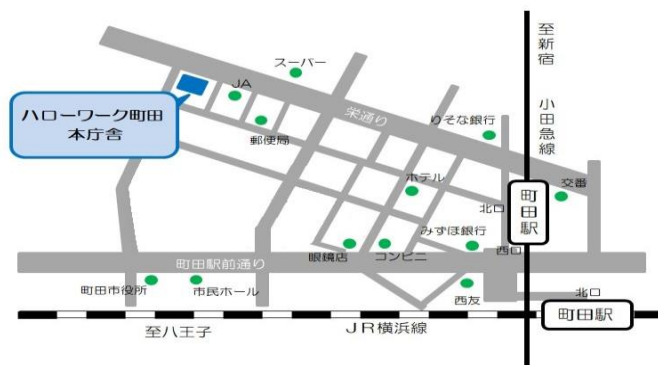 至新宿
小田急線
スーパー
JA
ハローワーク町田
本庁舎
郵便局
栄通り
りそな銀行
ホテル
交番
北口
町田駅
みずほ銀行
西口
眼鏡店
コンビニ
町田駅前通り
町田市役所
市民ホール
西友
北口
至八王子
JR横浜線
町田駅